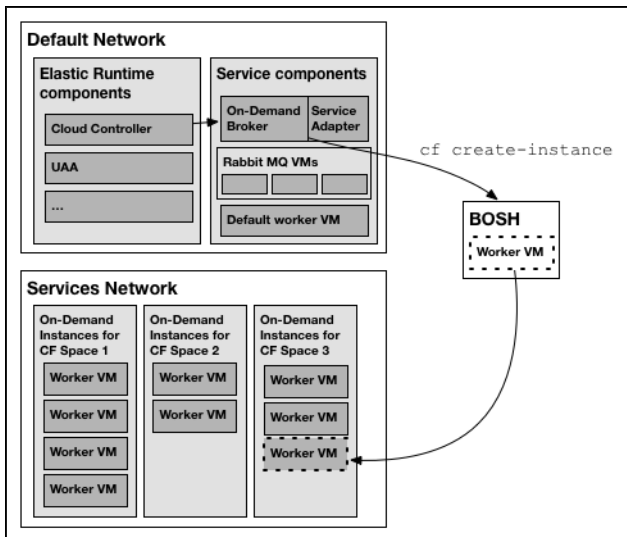 Default Network
Elastic Runtime
components
Cloud Controller
UAA
...
Service components
On-Demand
Broker
Service
Adapter
Rabbit MQ VMs
Default worker VM
cf create-instance
BOSH
Worker VM
Services Network
On-Demand
Instances for
CF Space 1
Worker VM
Worker VM
Worker VM
Worker VM
On-Demand
Instances for
CF Space 2
Worker VM
Worker VM
On-Demand
Instances for
CF Space 3
Worker VM
Worker VM
Worker VM